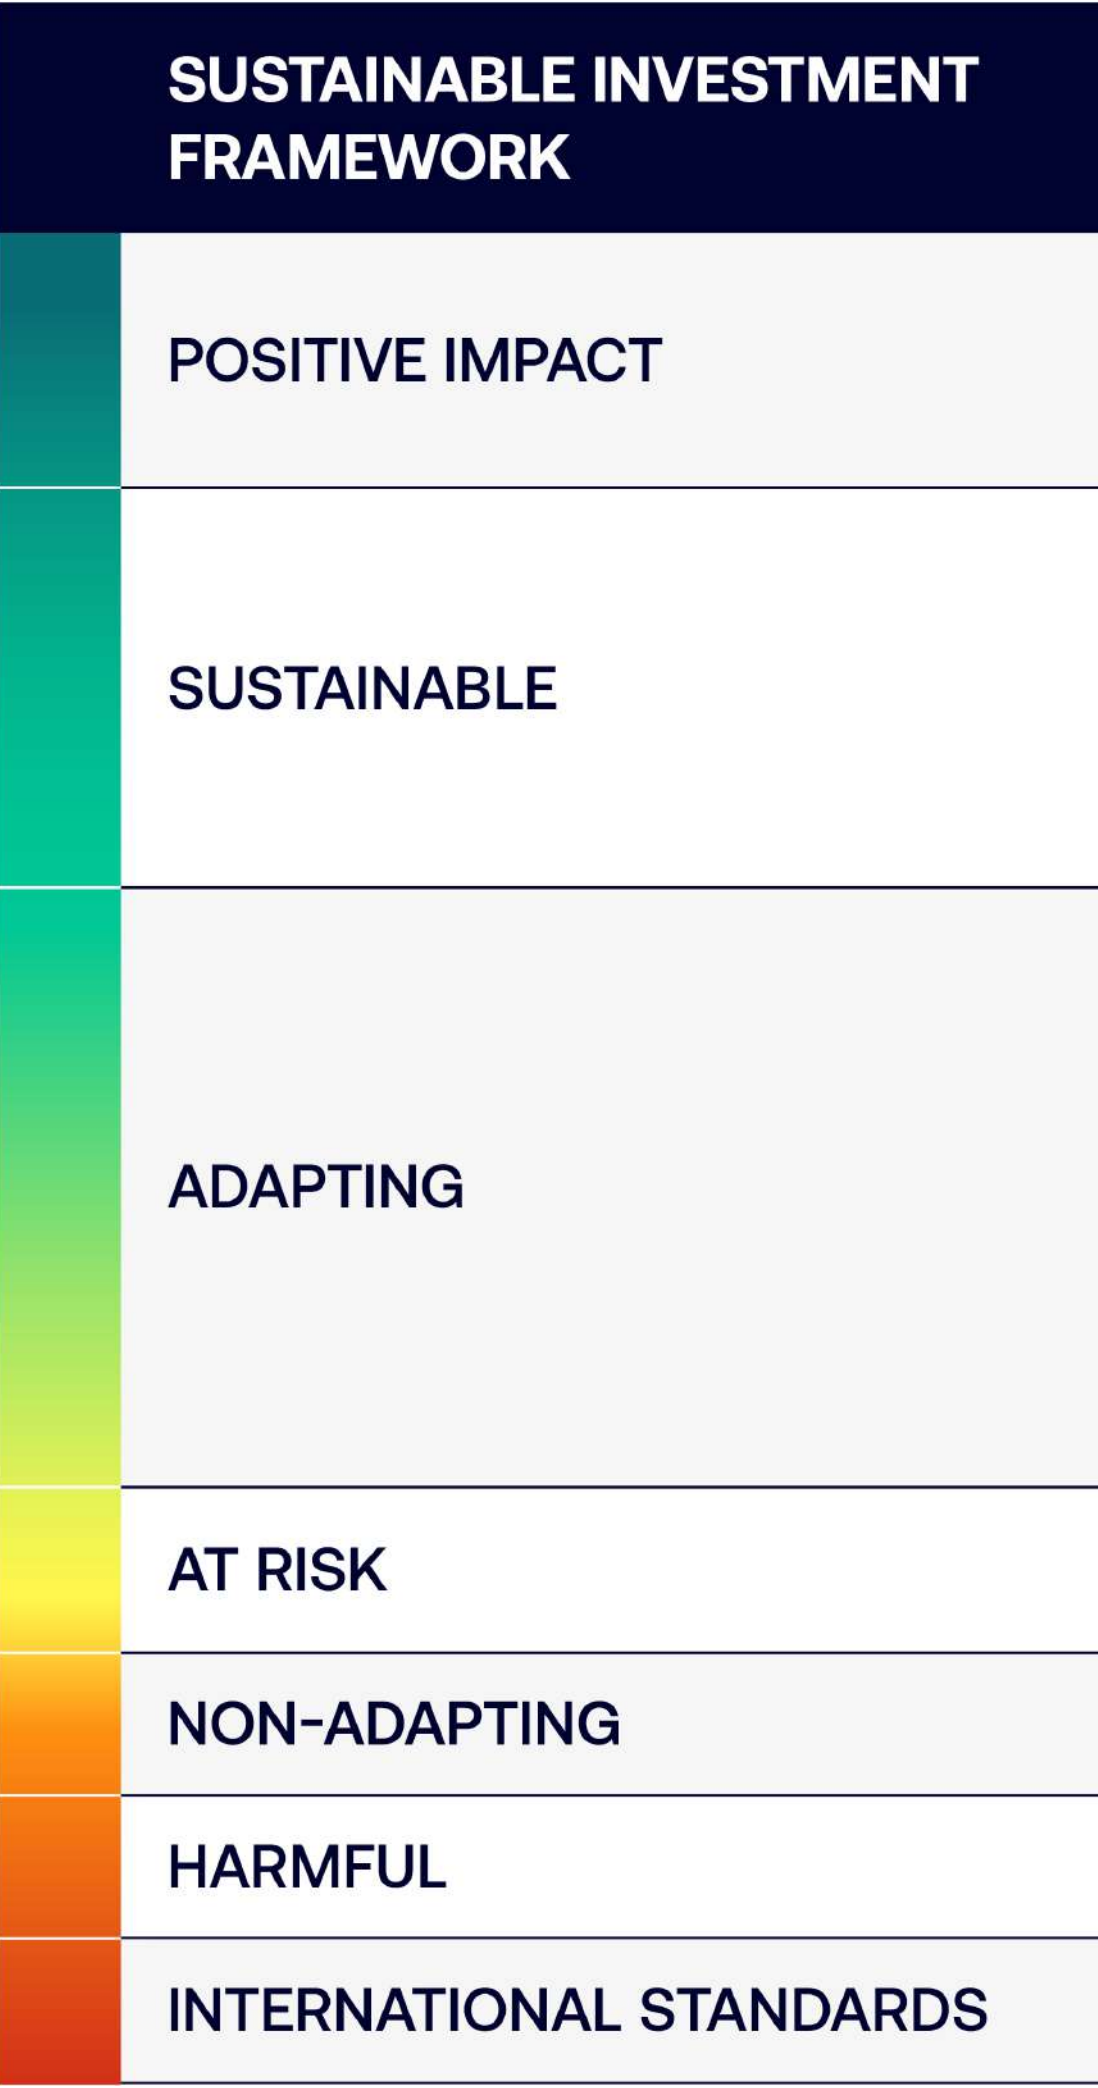 SUSTAINABLE INVESTMENT
FRAMEWORK
POSITIVE IMPACT
SUSTAINABLE
ADAPTING
AT RISK
NON-ADAPTING
HARMFUL
INTERNATIONAL STANDARDS